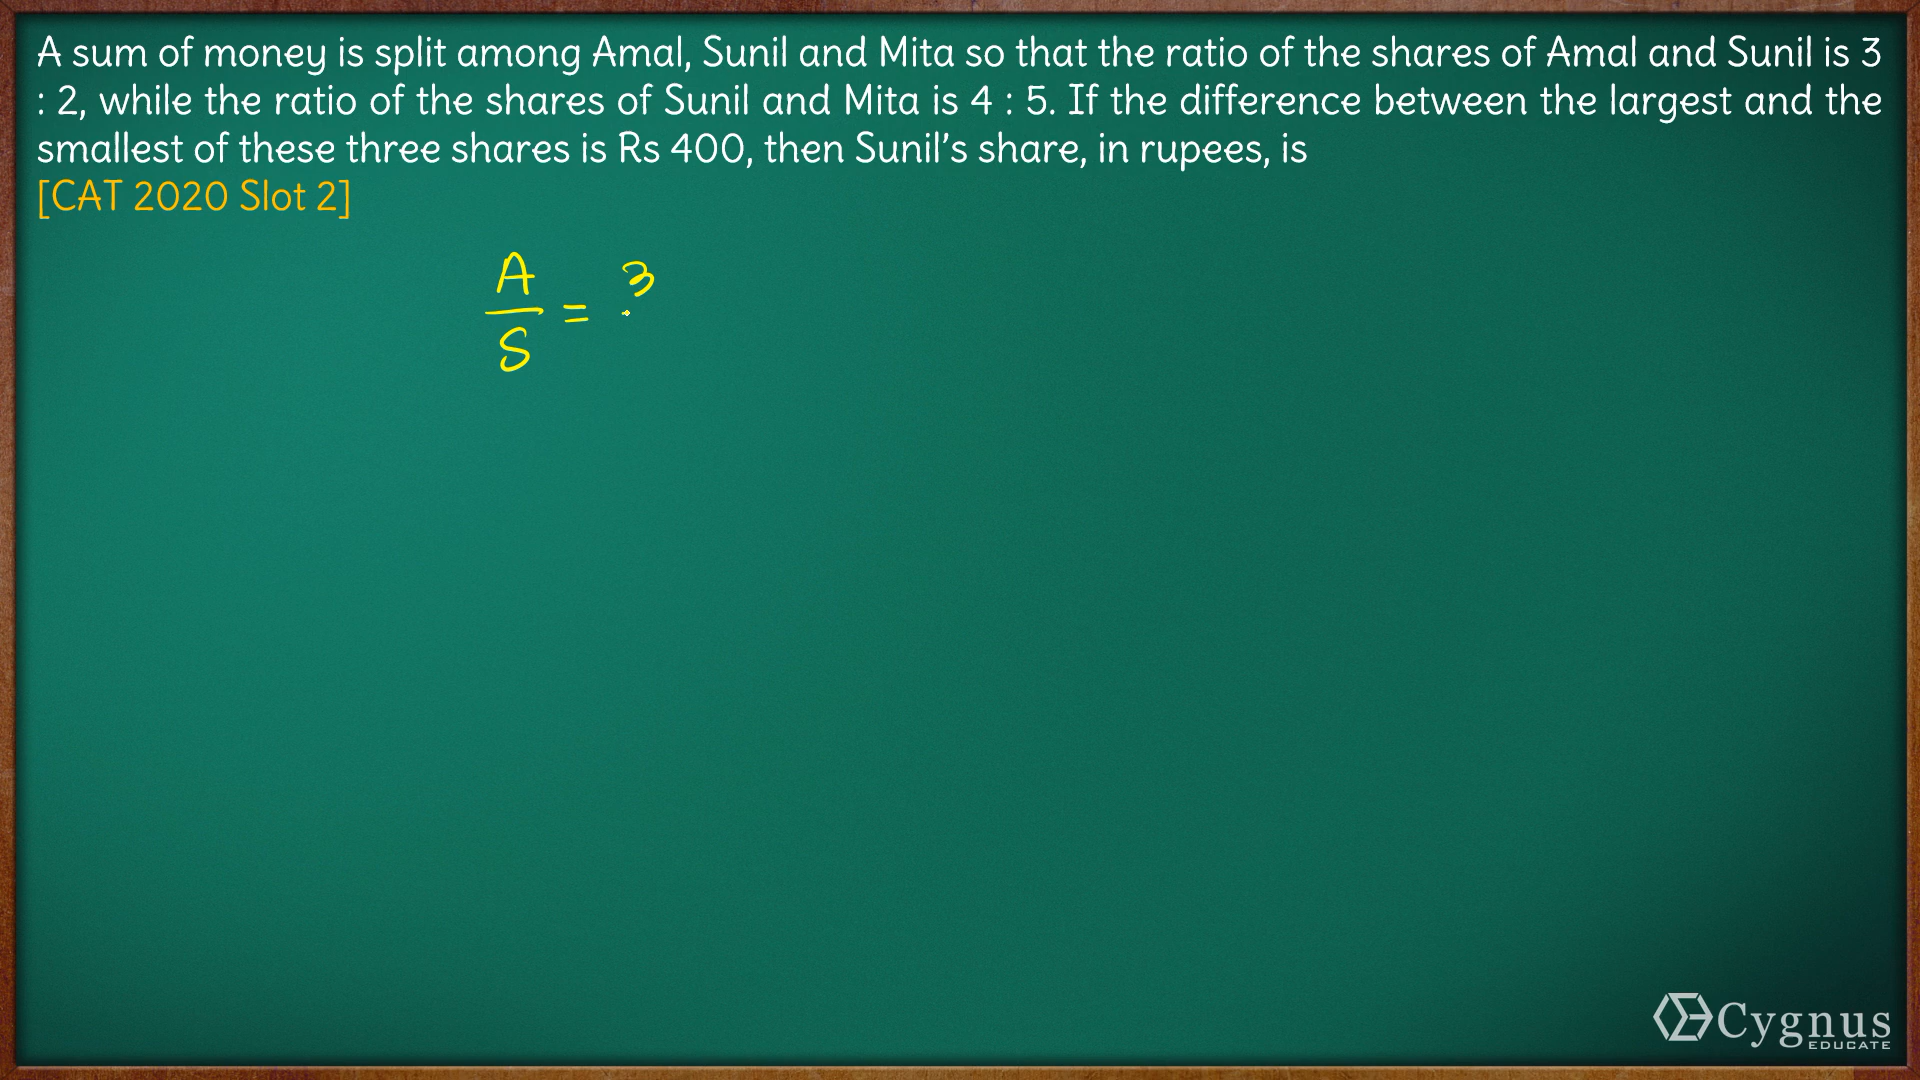 A sum of money is split among Amal, Sunil and Mita so that the ratio of the shares of Amal and Sunil is 3
: 2, while the ratio of the shares of Sunil and Mita is 4 : 5. If the difference between the largest and the
smallest of these three shares is Rs 400, then Sunil’s share, in rupees, is
[CAT 2020 Slot 2]
A
3
=
S
Cygnus
EDUCATE